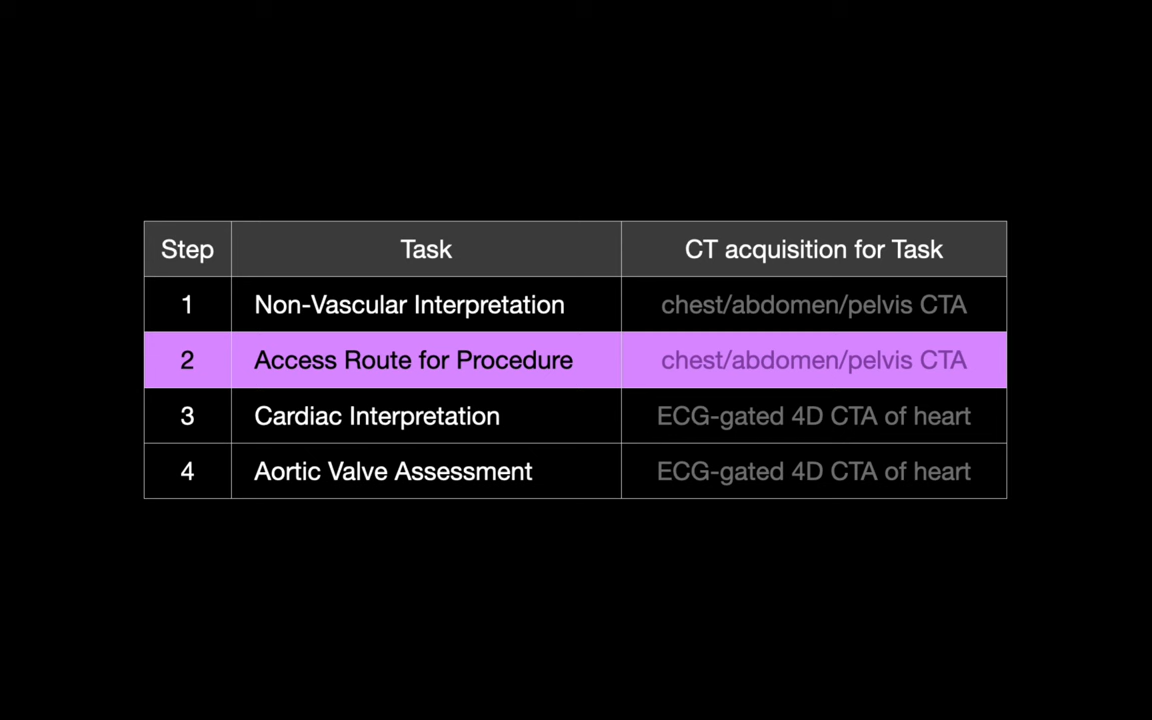 Step Task CT acquisition for Task
1 Non-Vascular Interpretation chest/abdomen/pelvis CTA
2 Access Route for Procedure chest/abdomen/pelvis CTA
3 Cardiac Interpretation ECG-gated 4D CTA of heart
4 Aortic Valve Assessment ECG-gated 4D CTA of heart